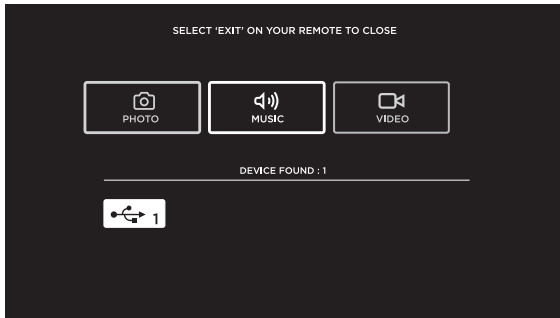 SELECT 'EXIT' ON YOUR REMOTE TO CLOSE
PHOTO
MUSIC
VIDEO
DEVICE FOUND : 1
1